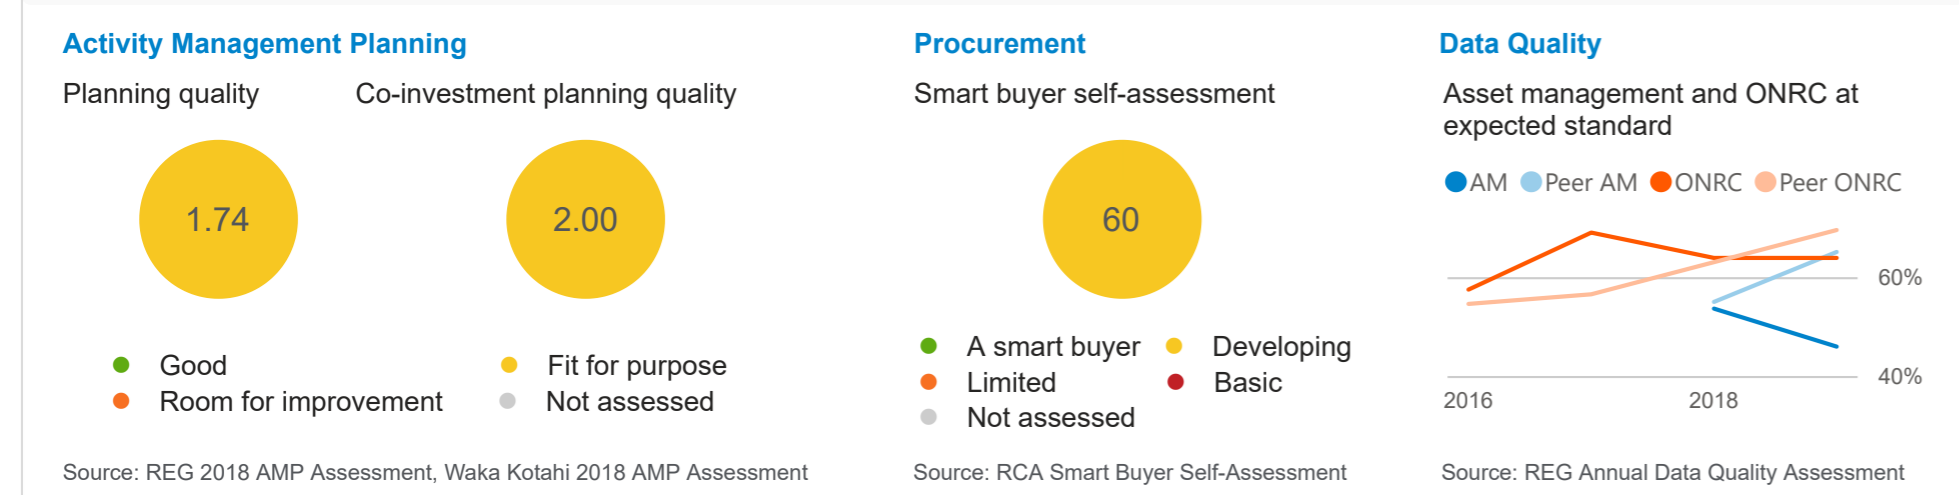 Activity Management Planning
Planning quality
Co-investment planning quality
1.74
2.00
Good
Fit for purpose
Room for improvement
Not assessed
Source: REG 2018 AMP Assessment, Waka Kotahi 2018 AMP Assessment
Procurement
Smart buyer self-assessment
60
A smart buyer
Developing
Limited
Basic
Not assessed
Source: RCA Smart Buyer Self-Assessment
Data Quality
Asset management and ONRC at
expected standard
AM Peer AM ONRC Peer ONRC
60%
40%
2016 2018
Source: REG Annual Data Quality Assessment